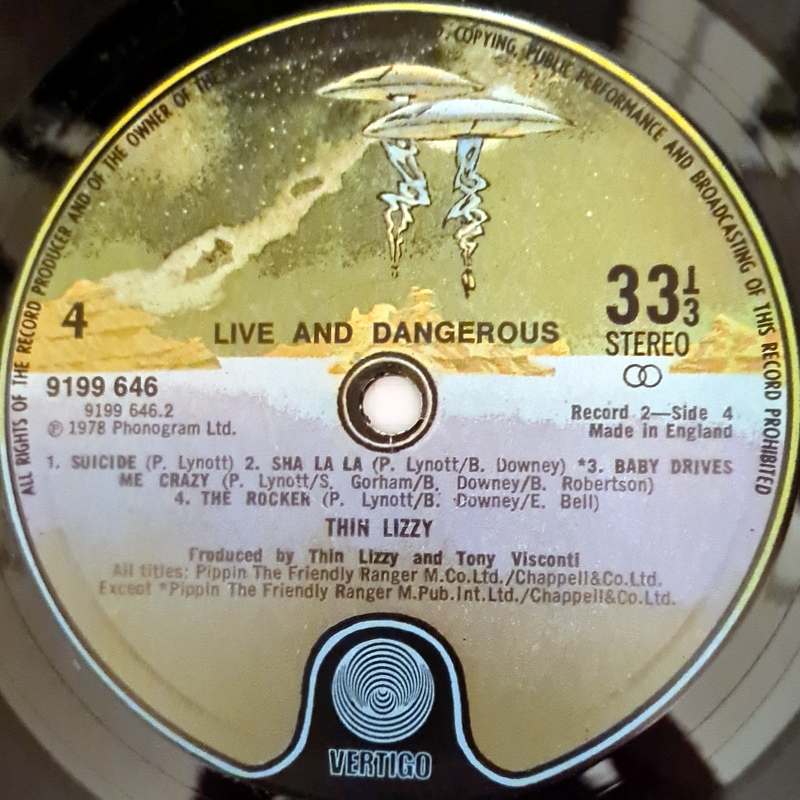 ALL RIGHTS OF THE RECORD PRODUCER AND OF THE OWNER OF THE
COPYING, PUBLIC PERFORMANCE AND BROADCASTING OF THIS RECORD PROHIBITED
4
LIVE AND DANGEROUS
33 1/3
STEREO
9199 646
9199 646.2
℗ 1978 Phonogram Ltd.
Record 2—Side 4
Made in England
1. SUICIDE (P. Lynott) 2. SHA LA LA (P. Lynott/B. Downey) *3. BABY DRIVES
ME CRAZY (P. Lynott/S. Gorham/B. Downey/B. Robertson)
4. THE ROCKER (P. Lynott/B. Downey/E. Bell)
THIN LIZZY
Produced by Thin Lizzy and Tony Visconti
All titles: Pippin The Friendly Ranger M.Co.Ltd./Chappell&Co.Ltd.
Except *Pippin The Friendly Ranger M.Pub.Int.Ltd./Chappell&Co.Ltd.
VERTIGO